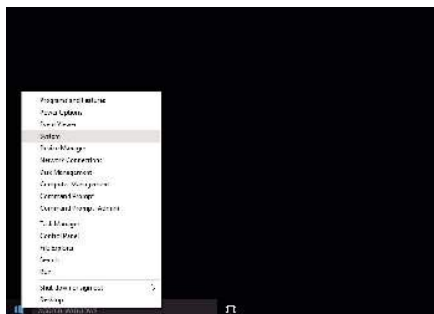 Programs and Features
Power Options
Event Viewer
System
Device Manager
Network Connections
Disk Management
Computer Management
Command Prompt
Command Prompt (Admin)
Task Manager
Control Panel
File Explorer
Search
Run
Shut down or sign out
Desktop